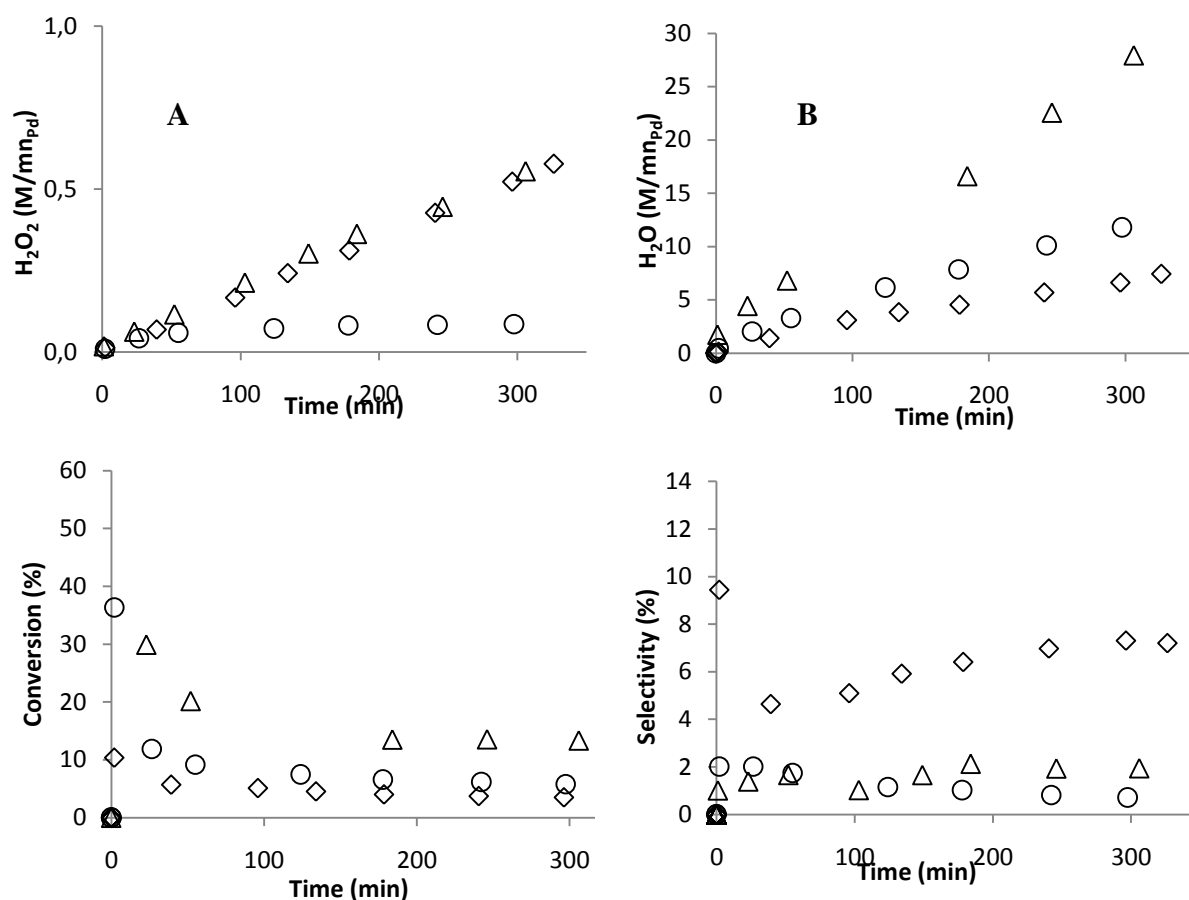 A
H₂O₂ (M/mnPd)
1,0
0,5
0,0
0 100 200 300
Time (min)
B
H₂O (M/mnPd)
30
25
20
15
10
5
0
0 100 200 300
Time (min)
Conversion (%)
60
50
40
30
20
10
0
0 100 200 300
Time (min)
Selectivity (%)
14
12
10
8
6
4
2
0
0 100 200 300
Time (min)